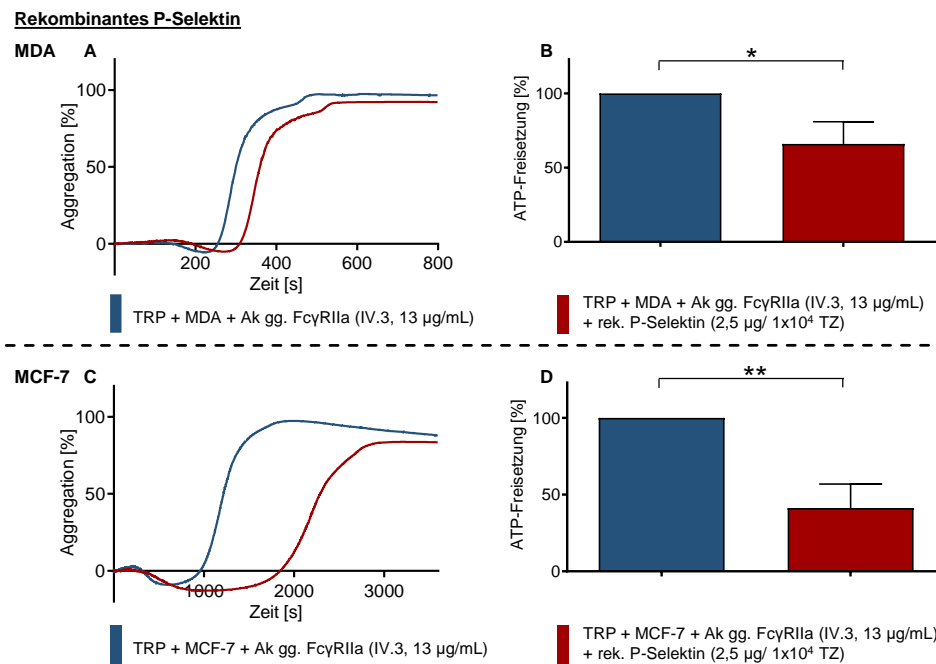 Rekombinantes P-Selektin
MDA A
Aggregation [%]
100
50
0
200 400 600 800
Zeit [s]
TRP + MDA + Ak gg. FcγRIIa (IV.3, 13 µg/mL)
B
*
ATP-Freisetzung [%]
100
50
0
TRP + MDA + Ak gg. FcγRIIa (IV.3, 13 µg/mL)
+ rek. P-Selektin (2,5 µg/ 1x10⁴ TZ)
MCF-7 C
Aggregation [%]
100
50
0
1000 2000 3000
Zeit [s]
TRP + MCF-7 + Ak gg. FcγRIIa (IV.3, 13 µg/mL)
D
**
ATP-Freisetzung [%]
100
50
0
TRP + MCF-7 + Ak gg. FcγRIIa (IV.3, 13 µg/mL)
+ rek. P-Selektin (2,5 µg/ 1x10⁴ TZ)